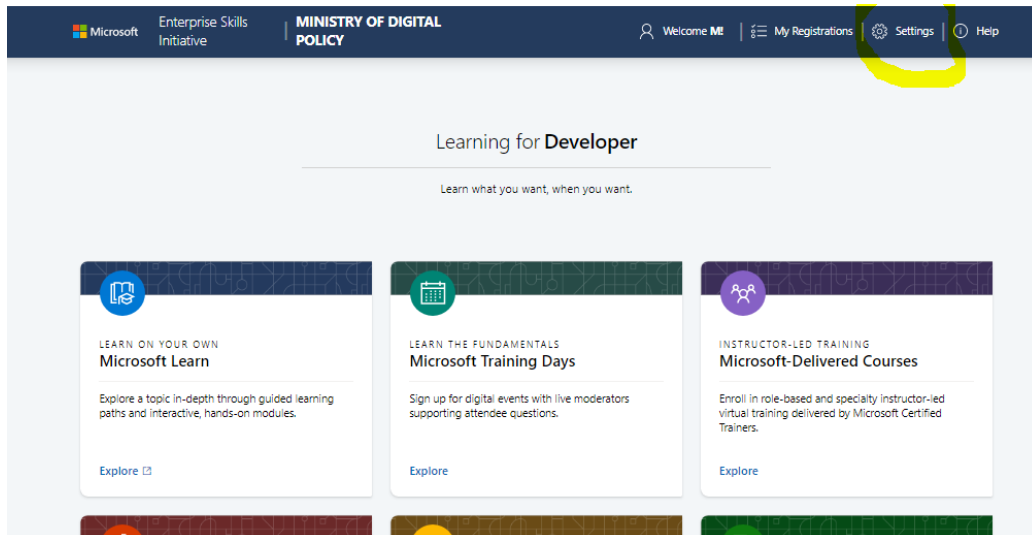 Microsoft
Enterprise Skills
Initiative
MINISTRY OF DIGITAL
POLICY
Welcome M!
My Registrations
Settings
Help
Learning for Developer
Learn what you want, when you want.
LEARN ON YOUR OWN
Microsoft Learn
Explore a topic in-depth through guided learning
paths and interactive, hands-on modules.
Explore
LEARN THE FUNDAMENTALS
Microsoft Training Days
Sign up for digital events with live moderators
supporting attendee questions.
Explore
INSTRUCTOR-LED TRAINING
Microsoft-Delivered Courses
Enroll in role-based and specialty instructor-led
virtual training delivered by Microsoft Certified
Trainers.
Explore